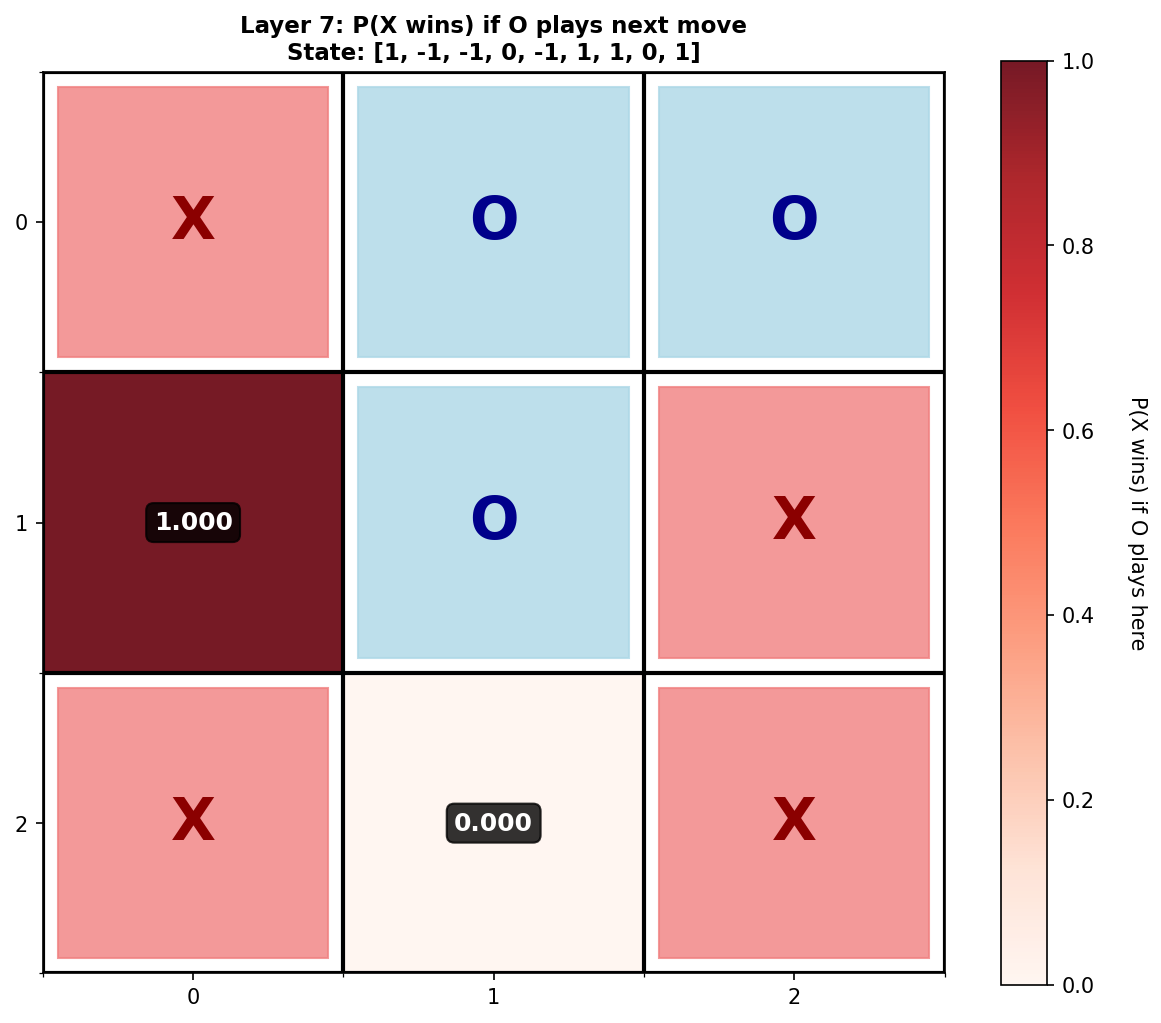 Layer 7: P(X wins) if O plays next move
State: [1, -1, -1, 0, -1, 1, 1, 0, 1]
X O O
1.000 O X
X 0.000 X
0
1
2
0 1 2
1.0
0.8
0.6
0.4
0.2
0.0
P(X wins) if O plays here